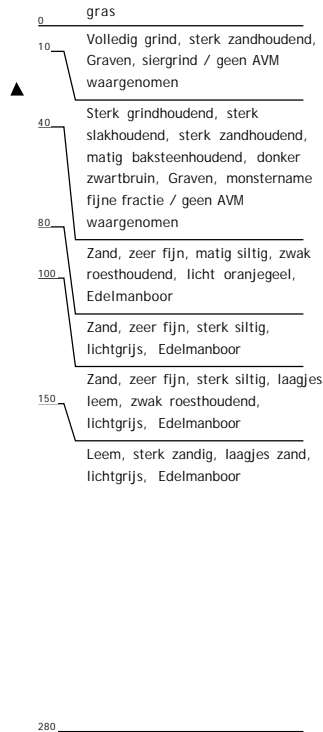 gras
0
Volledig grind, sterk zandhoudend,
10
Graven, siergrind / geen AVM
waargenomen
Sterk grindhoudend, sterk
40
slakhoudend, sterk zandhoudend,
matig baksteenhoudend, donker
zwartbruin, Graven, monstername
fijne fractie / geen AVM
waargenomen
80
Zand, zeer fijn, matig siltig, zwak
roesthoudend, licht oranjegeel,
100
Edelmanboor
Zand, zeer fijn, sterk siltig,
lichtgrijs, Edelmanboor
Zand, zeer fijn, sterk siltig, laagjes
leem, zwak roesthoudend,
150
lichtgrijs, Edelmanboor
Leem, sterk zandig, laagjes zand,
lichtgrijs, Edelmanboor
280